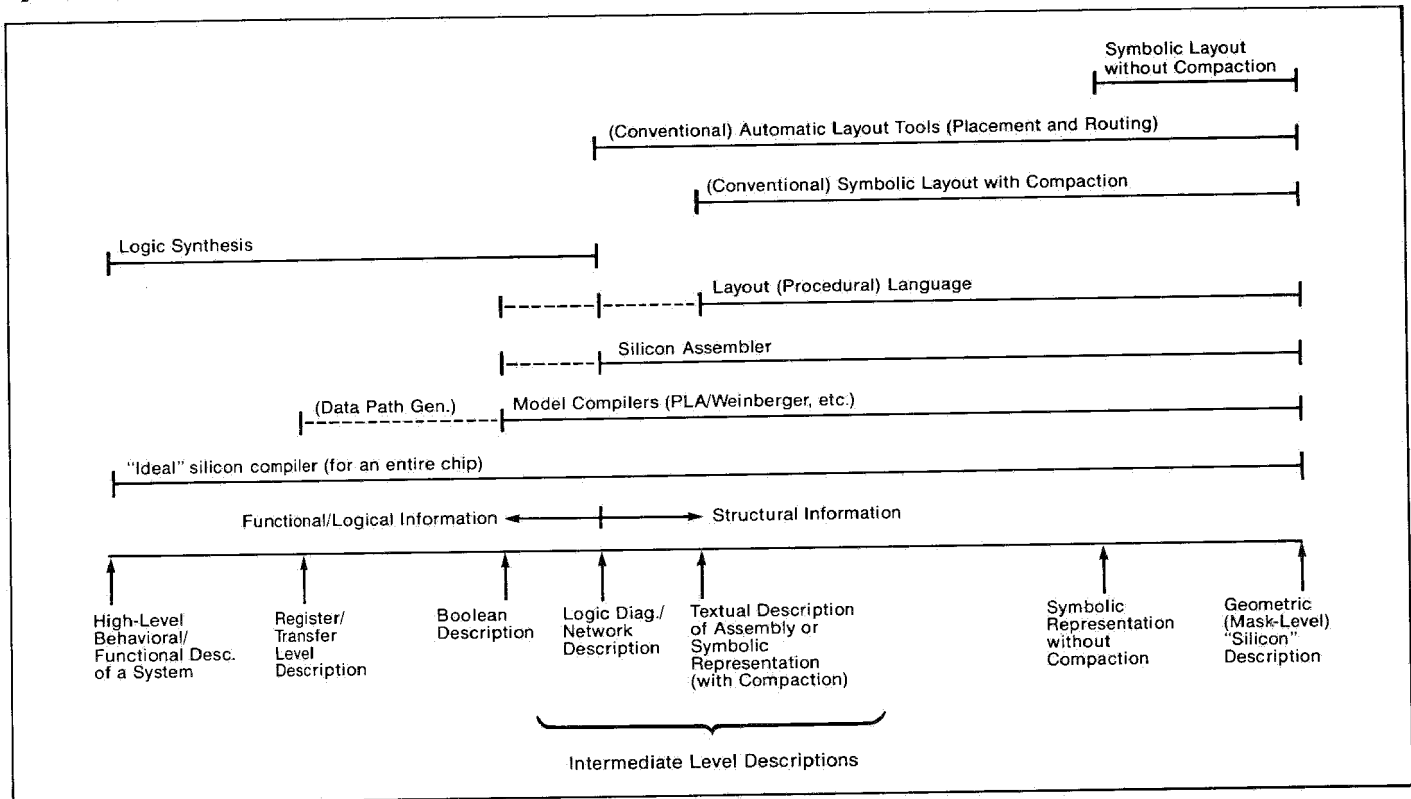 Symbolic Layout
without Compaction
(Conventional) Automatic Layout Tools (Placement and Routing)
(Conventional) Symbolic Layout with Compaction
Logic Synthesis
Layout (Procedural) Language
Silicon Assembler
(Data Path Gen.)
Model Compilers (PLA/Weinberger, etc.)
"Ideal" silicon compiler (for an entire chip)
Functional/Logical Information
Structural Information
High-Level
Behavioral/
Functional Desc.
of a System
Register/
Transfer
Level
Description
Boolean
Description
Logic Diag./
Network
Description
Textual Description
of Assembly or
Symbolic
Representation
(with Compaction)
Symbolic
Representation
without
Compaction
Geometric
(Mask-Level)
"Silicon"
Description
Intermediate Level Descriptions